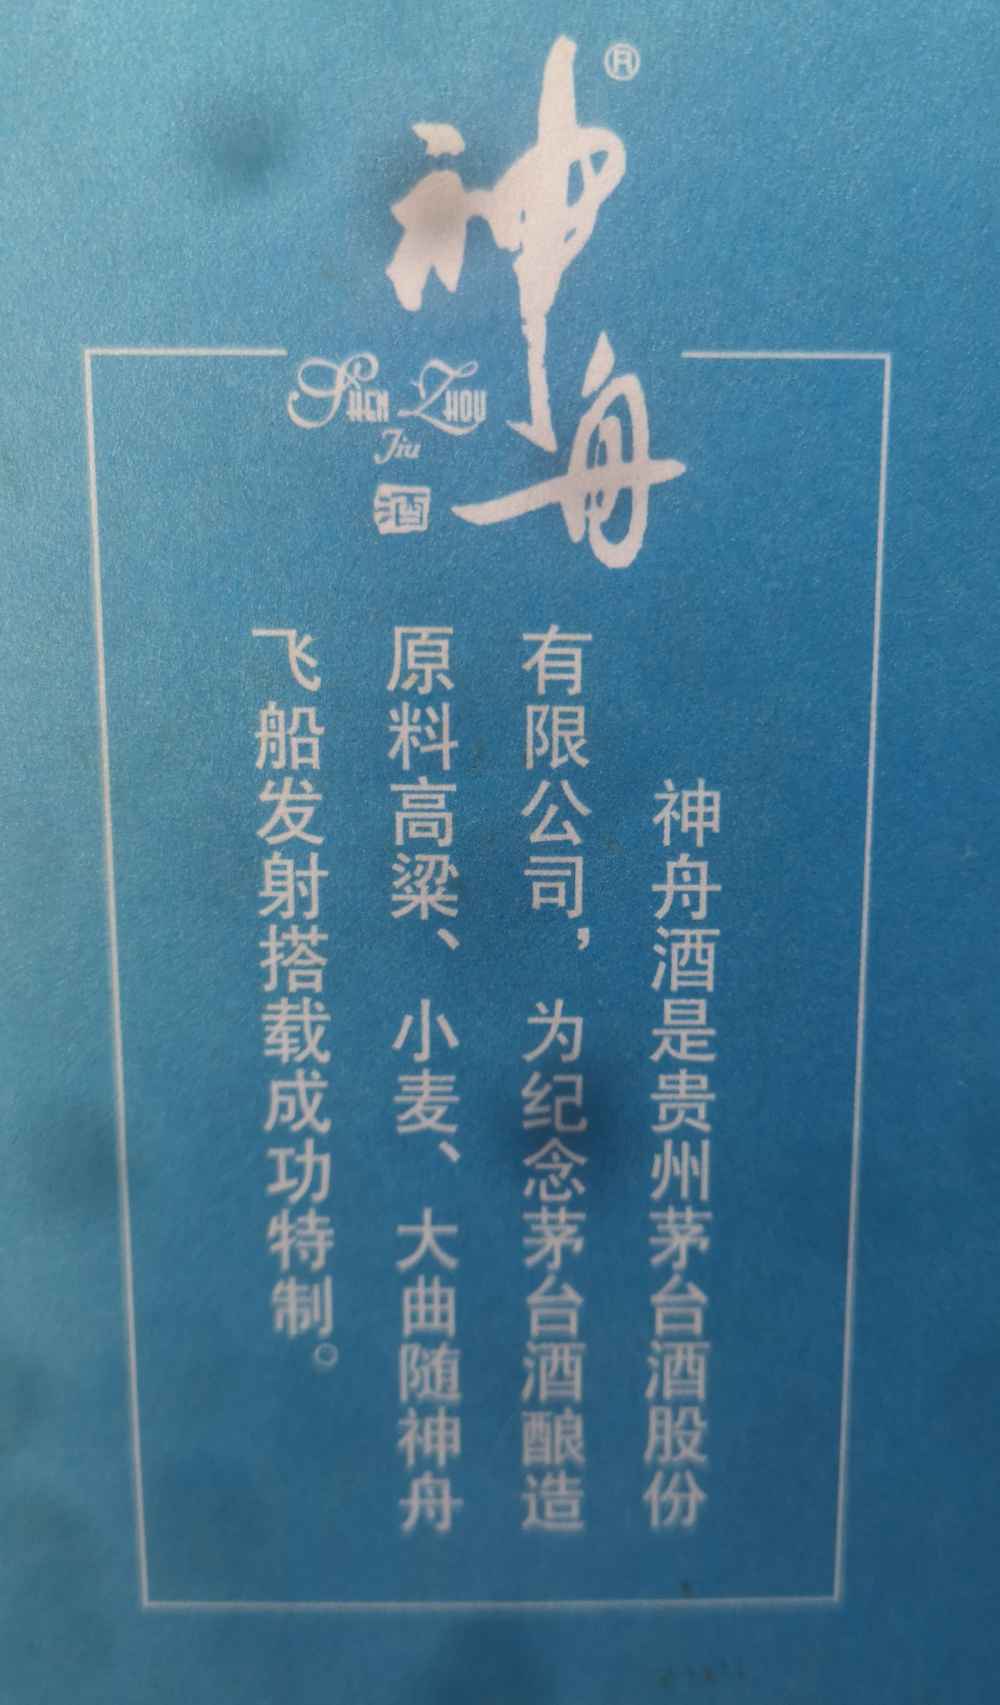 神舟®
SHEN ZHOU
Jiu
酒
神舟酒是贵州茅台酒股份
有限公司，为纪念茅台酒酿造
原料高粱、小麦、大曲随神舟
飞船发射搭载成功特制。